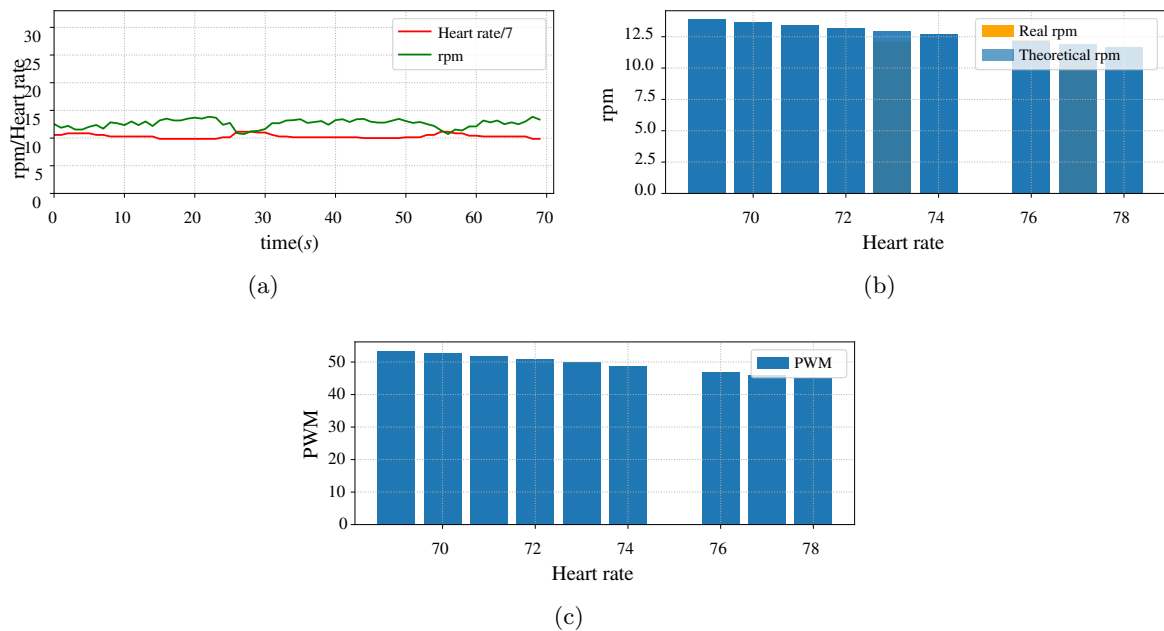 rpm/Heart rate
30
25
20
15
10
5
0
Heart rate/7
rpm
0 10 20 30 40 50 60 70
time(s)
(a)
rpm
12.5
10.0
7.5
5.0
2.5
0.0
Real rpm
Theoretical rpm
70 72 74 76 78
Heart rate
(b)
PWM
50
40
30
20
10
0
PWM
70 72 74 76 78
Heart rate
(c)